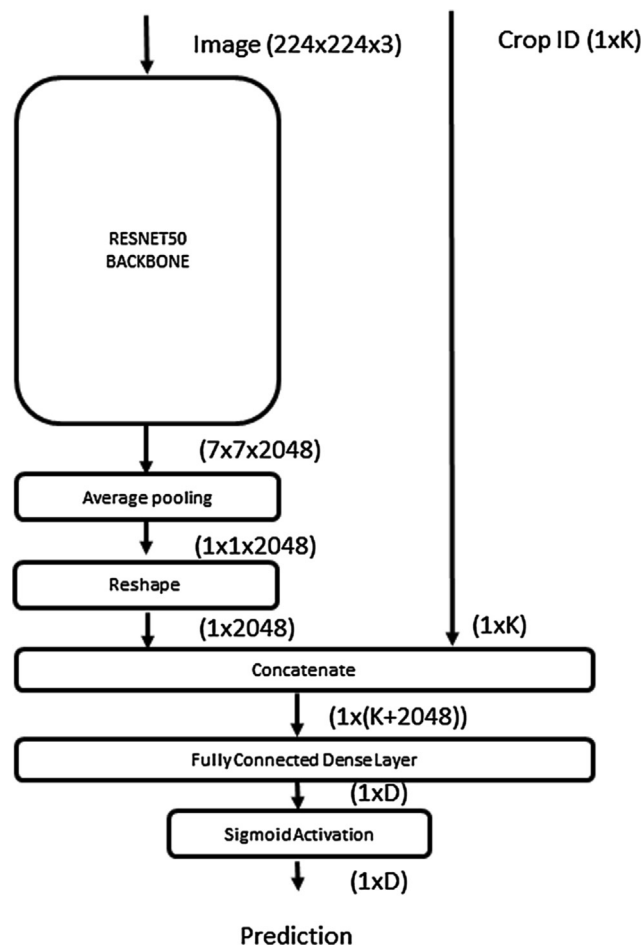 Image (224x224x3)
Crop ID (1xK)
RESNET50
BACKBONE
(7x7x2048)
Average pooling
(1x1x2048)
Reshape
(1x2048)
(1xK)
Concatenate
(1x(K+2048))
Fully Connected Dense Layer
(1xD)
Sigmoid Activation
(1xD)
Prediction